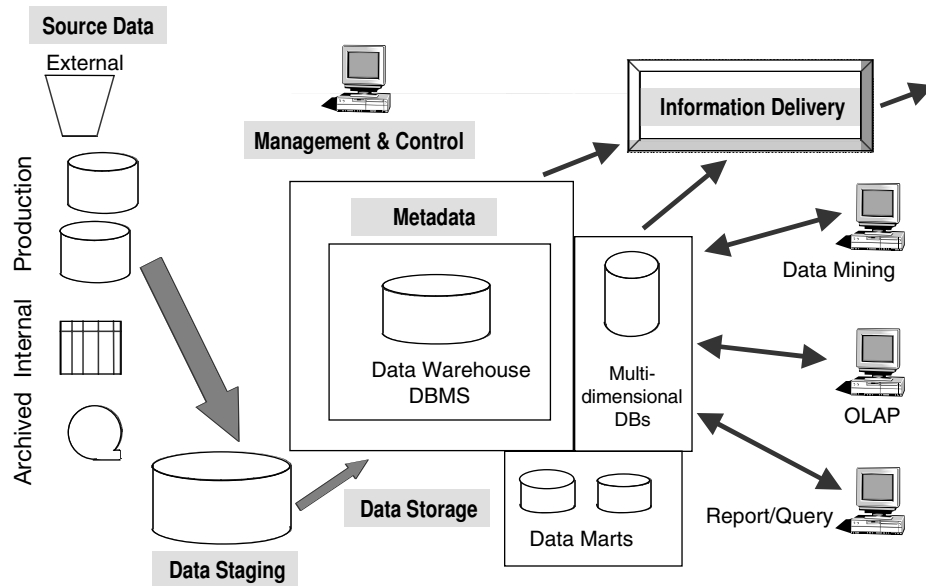 Source Data
External
Production
Internal
Archived
Management & Control
Information Delivery
Metadata
Data Warehouse
DBMS
Multi-
dimensional
DBs
Data Mining
OLAP
Report/Query
Data Marts
Data Storage
Data Staging